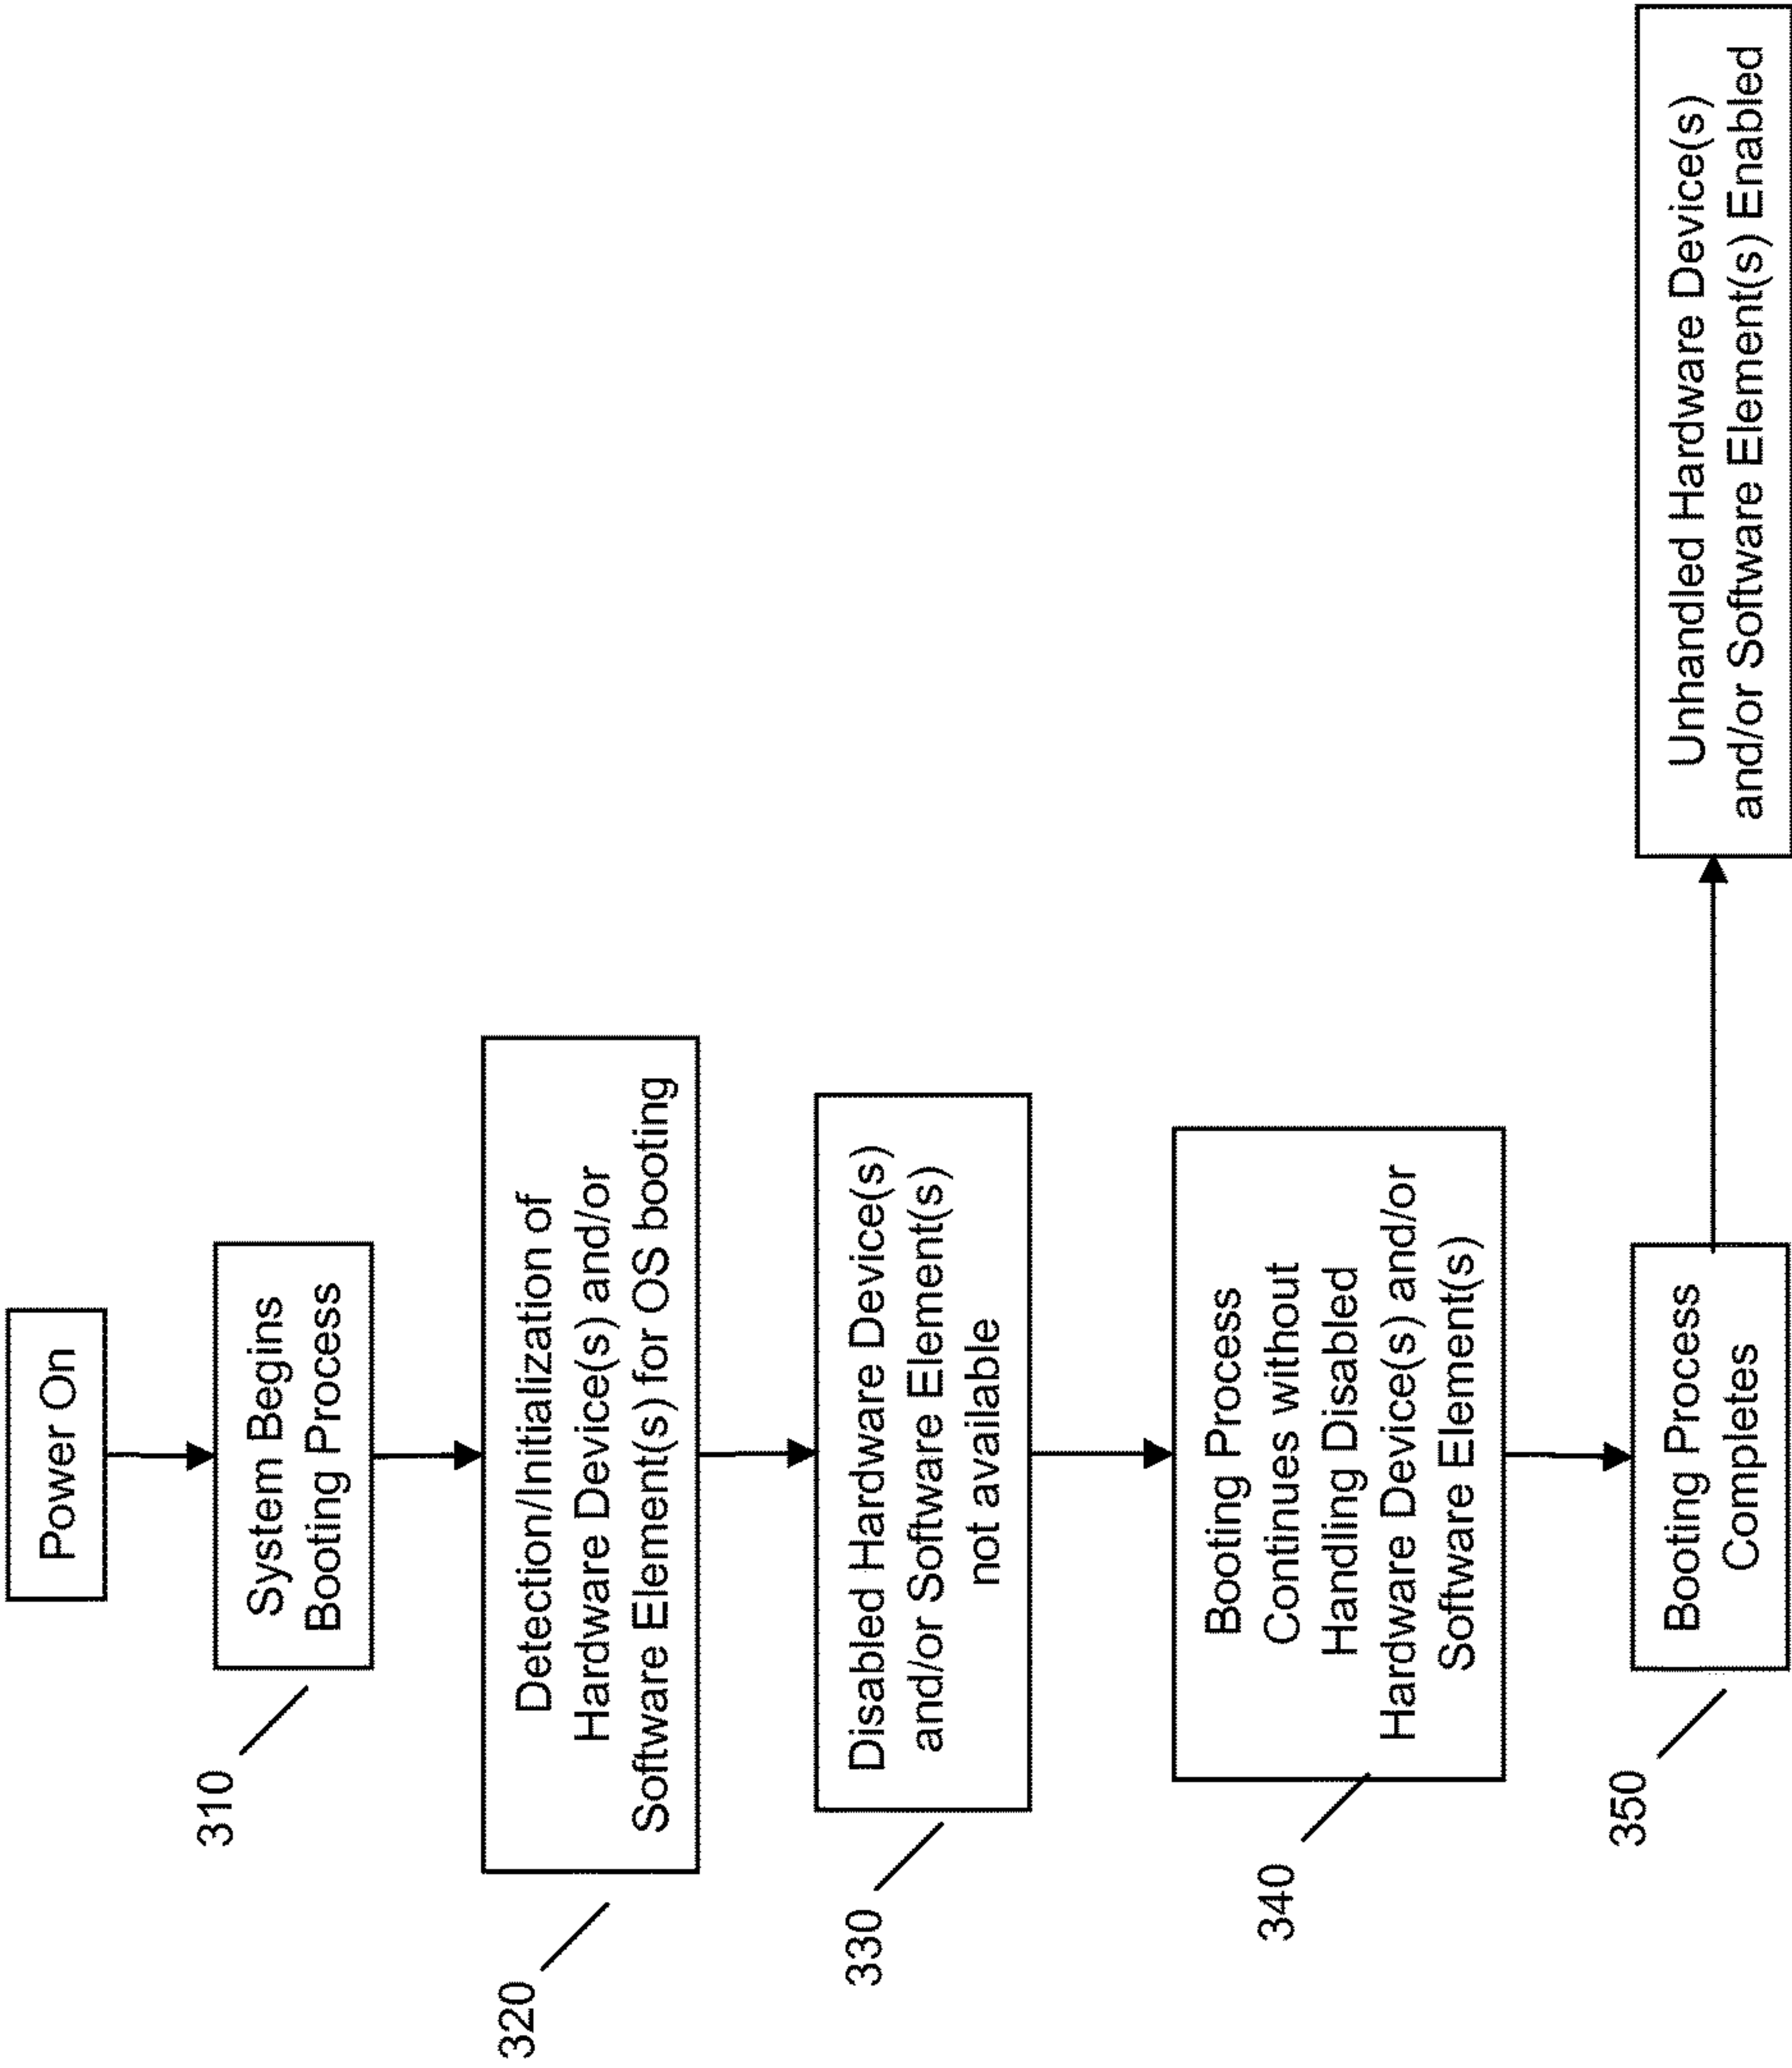 Power On
System Begins
Booting Process
310
Detection/Initialization of
Hardware Device(s) and/or
Software Element(s) for OS booting
320
Disabled Hardware Device(s)
and/or Software Element(s)
not available
330
Booting Process
Continues without
Handling Disabled
Hardware Device(s) and/or
Software Element(s)
340
Booting Process
Completes
350
Unhandled Hardware Device(s)
and/or Software Element(s) Enabled